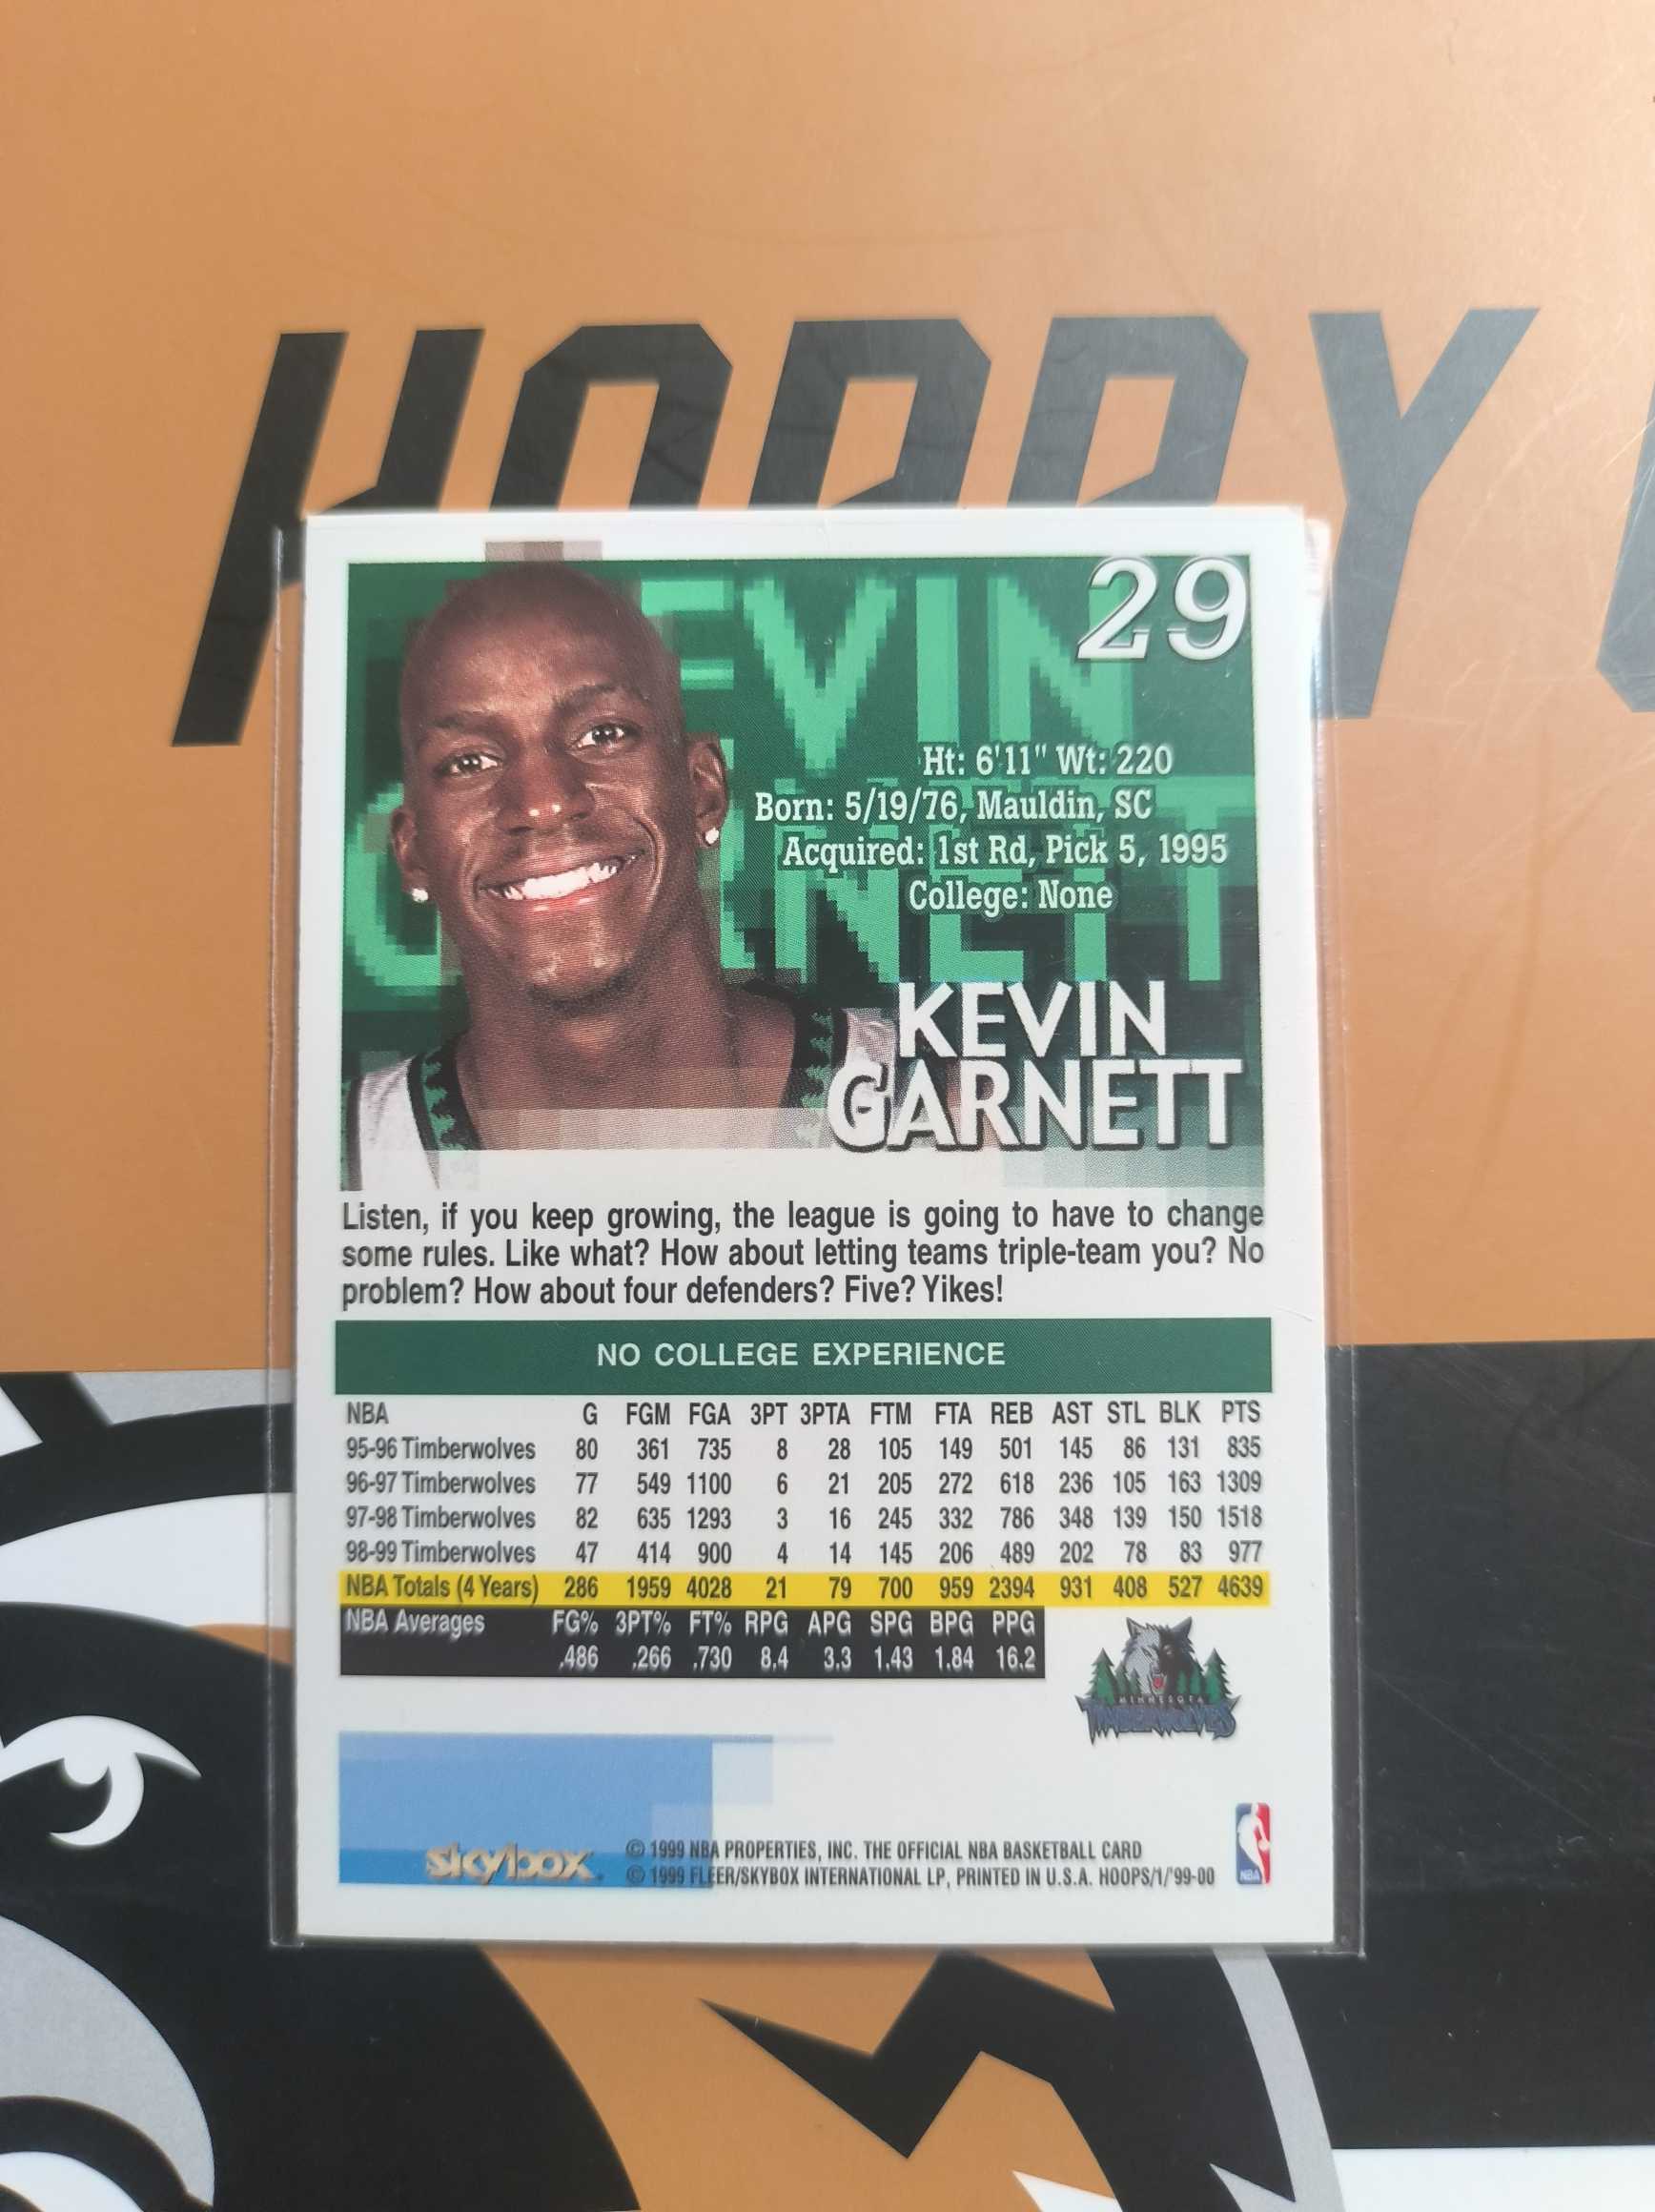 HOBBY
29
KEVIN
GARNETT
Ht: 6'11" Wt: 220
Born: 5/19/76, Mauldin, SC
Acquired: 1st Rd, Pick 5, 1995
College: None
KEVIN
GARNETT
Listen, if you keep growing, the league is going to have to change
some rules. Like what? How about letting teams triple-team you? No
problem? How about four defenders? Five? Yikes!
NO COLLEGE EXPERIENCE
NBA G FGM FGA 3PT 3PTA FTM FTA REB AST STL BLK PTS
95-96 Timberwolves 80 361 735 8 28 105 149 501 145 86 131 835
96-97 Timberwolves 77 549 1100 6 21 205 272 618 236 105 163 1309
97-98 Timberwolves 82 635 1293 3 16 245 332 786 348 139 150 1518
98-99 Timberwolves 47 414 900 4 14 145 206 489 202 78 83 977
NBA Totals (4 Years) 286 1959 4028 21 79 700 959 2394 931 408 527 4639
NBA Averages FG% 3PT% FT% RPG APG SPG BPG PPG
.486 .266 .730 8.4 3.3 1.43 1.84 16.2
MINNESOTA
TIMBERWOLVES
skybox
© 1999 NBA PROPERTIES, INC. THE OFFICIAL NBA BASKETBALL CARD
© 1999 FLEER/SKYBOX INTERNATIONAL LP, PRINTED IN U.S.A. HOOPS/1/'99-00
NBA